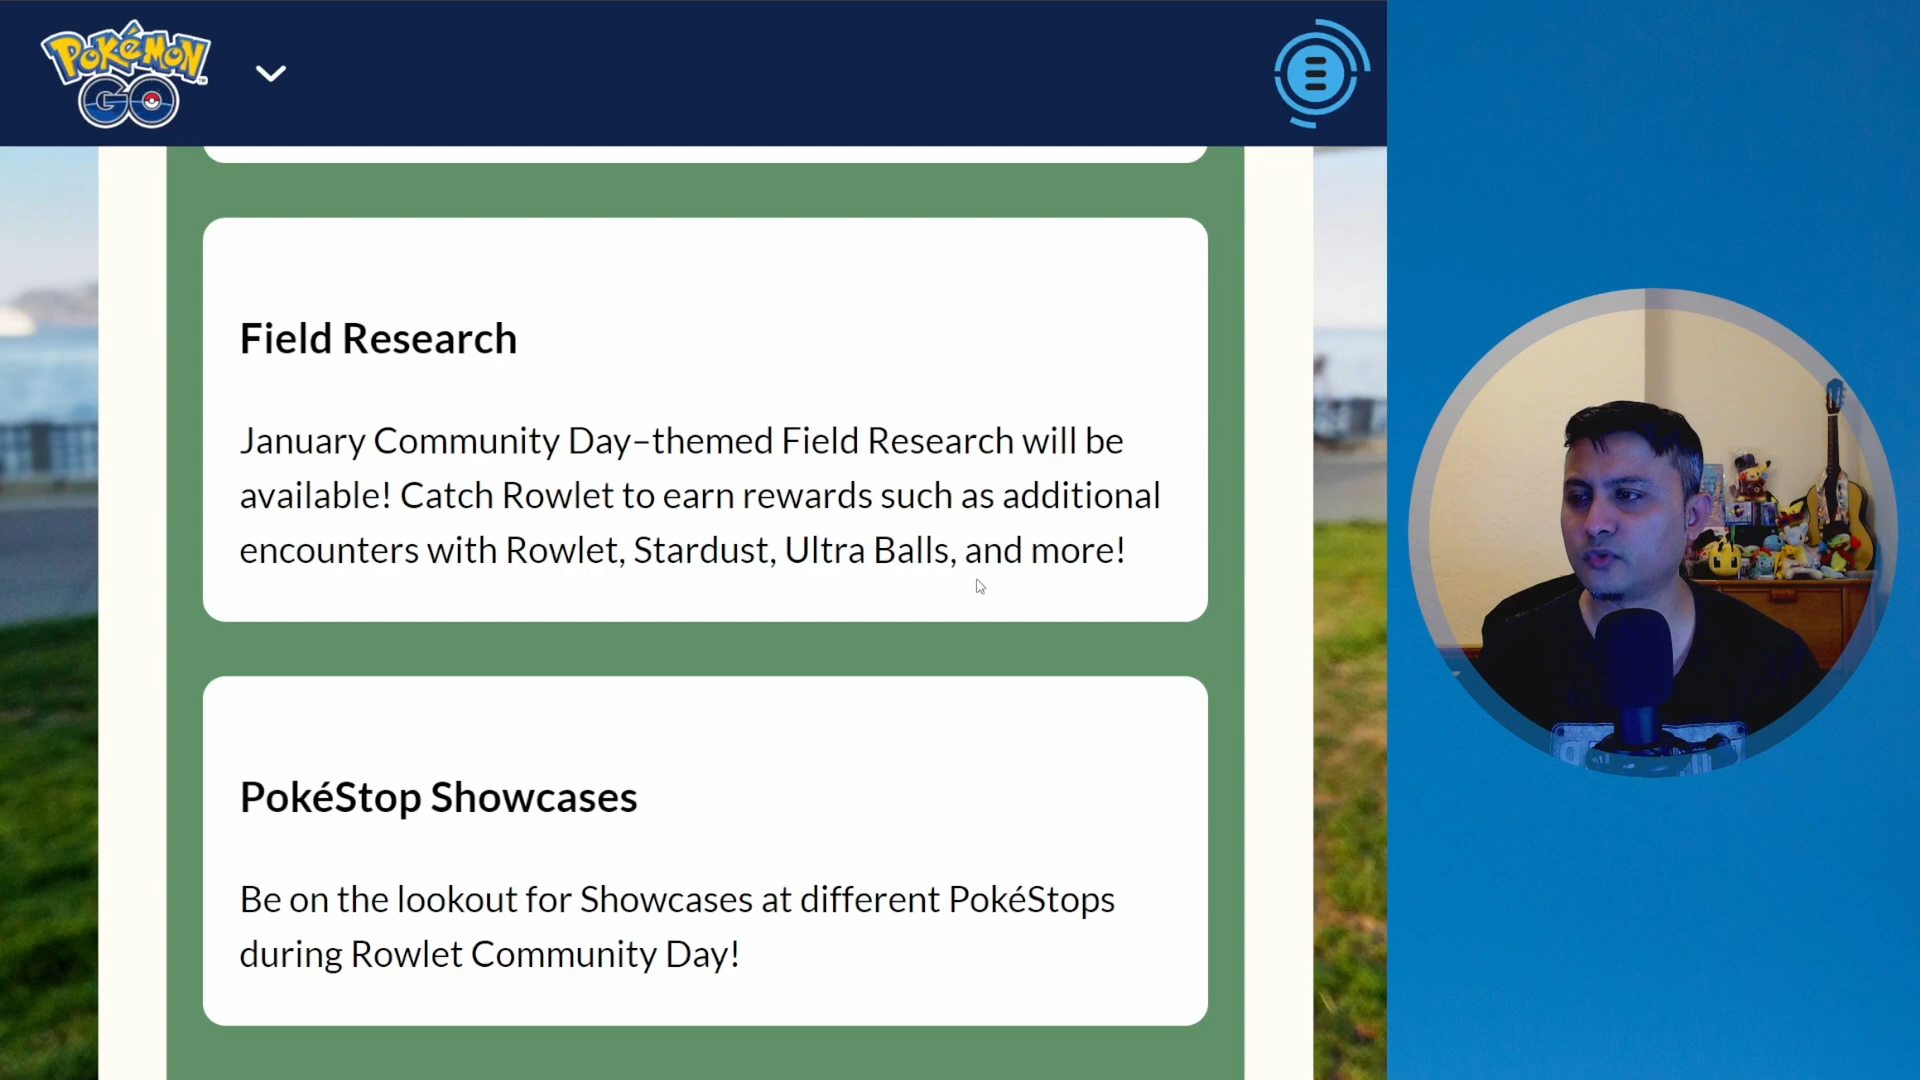 POKéMON
GO
Field Research
January Community Day–themed Field Research will be
available! Catch Rowlet to earn rewards such as additional
encounters with Rowlet, Stardust, Ultra Balls, and more!
PokéStop Showcases
Be on the lookout for Showcases at different PokéStops
during Rowlet Community Day!